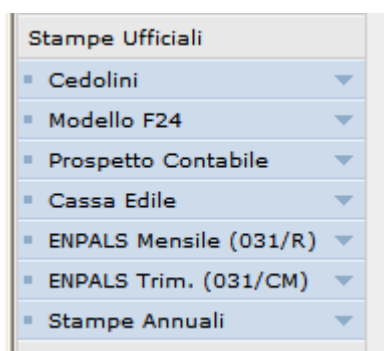 Stampe Ufficiali
Cedolini
Modello F24
Prospetto Contabile
Cassa Edile
ENPALS Mensile (031/R)
ENPALS Trim. (031/CM)
Stampe Annuali